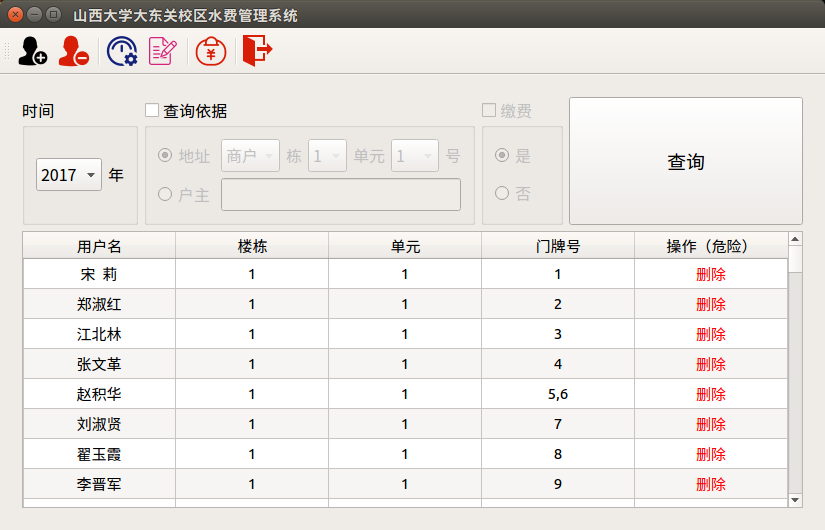 山西大学大东关校区水费管理系统
¥
时间
查询依据
缴费
2017 年
地址 商户 栋 1 单元 1 号
户主
是
否
查询
用户名 楼栋 单元 门牌号 操作（危险）
宋 莉 1 1 1 删除
郑淑红 1 1 2 删除
江北林 1 1 3 删除
张文革 1 1 4 删除
赵积华 1 1 5,6 删除
刘淑贤 1 1 7 删除
翟玉霞 1 1 8 删除
李晋军 1 1 9 删除